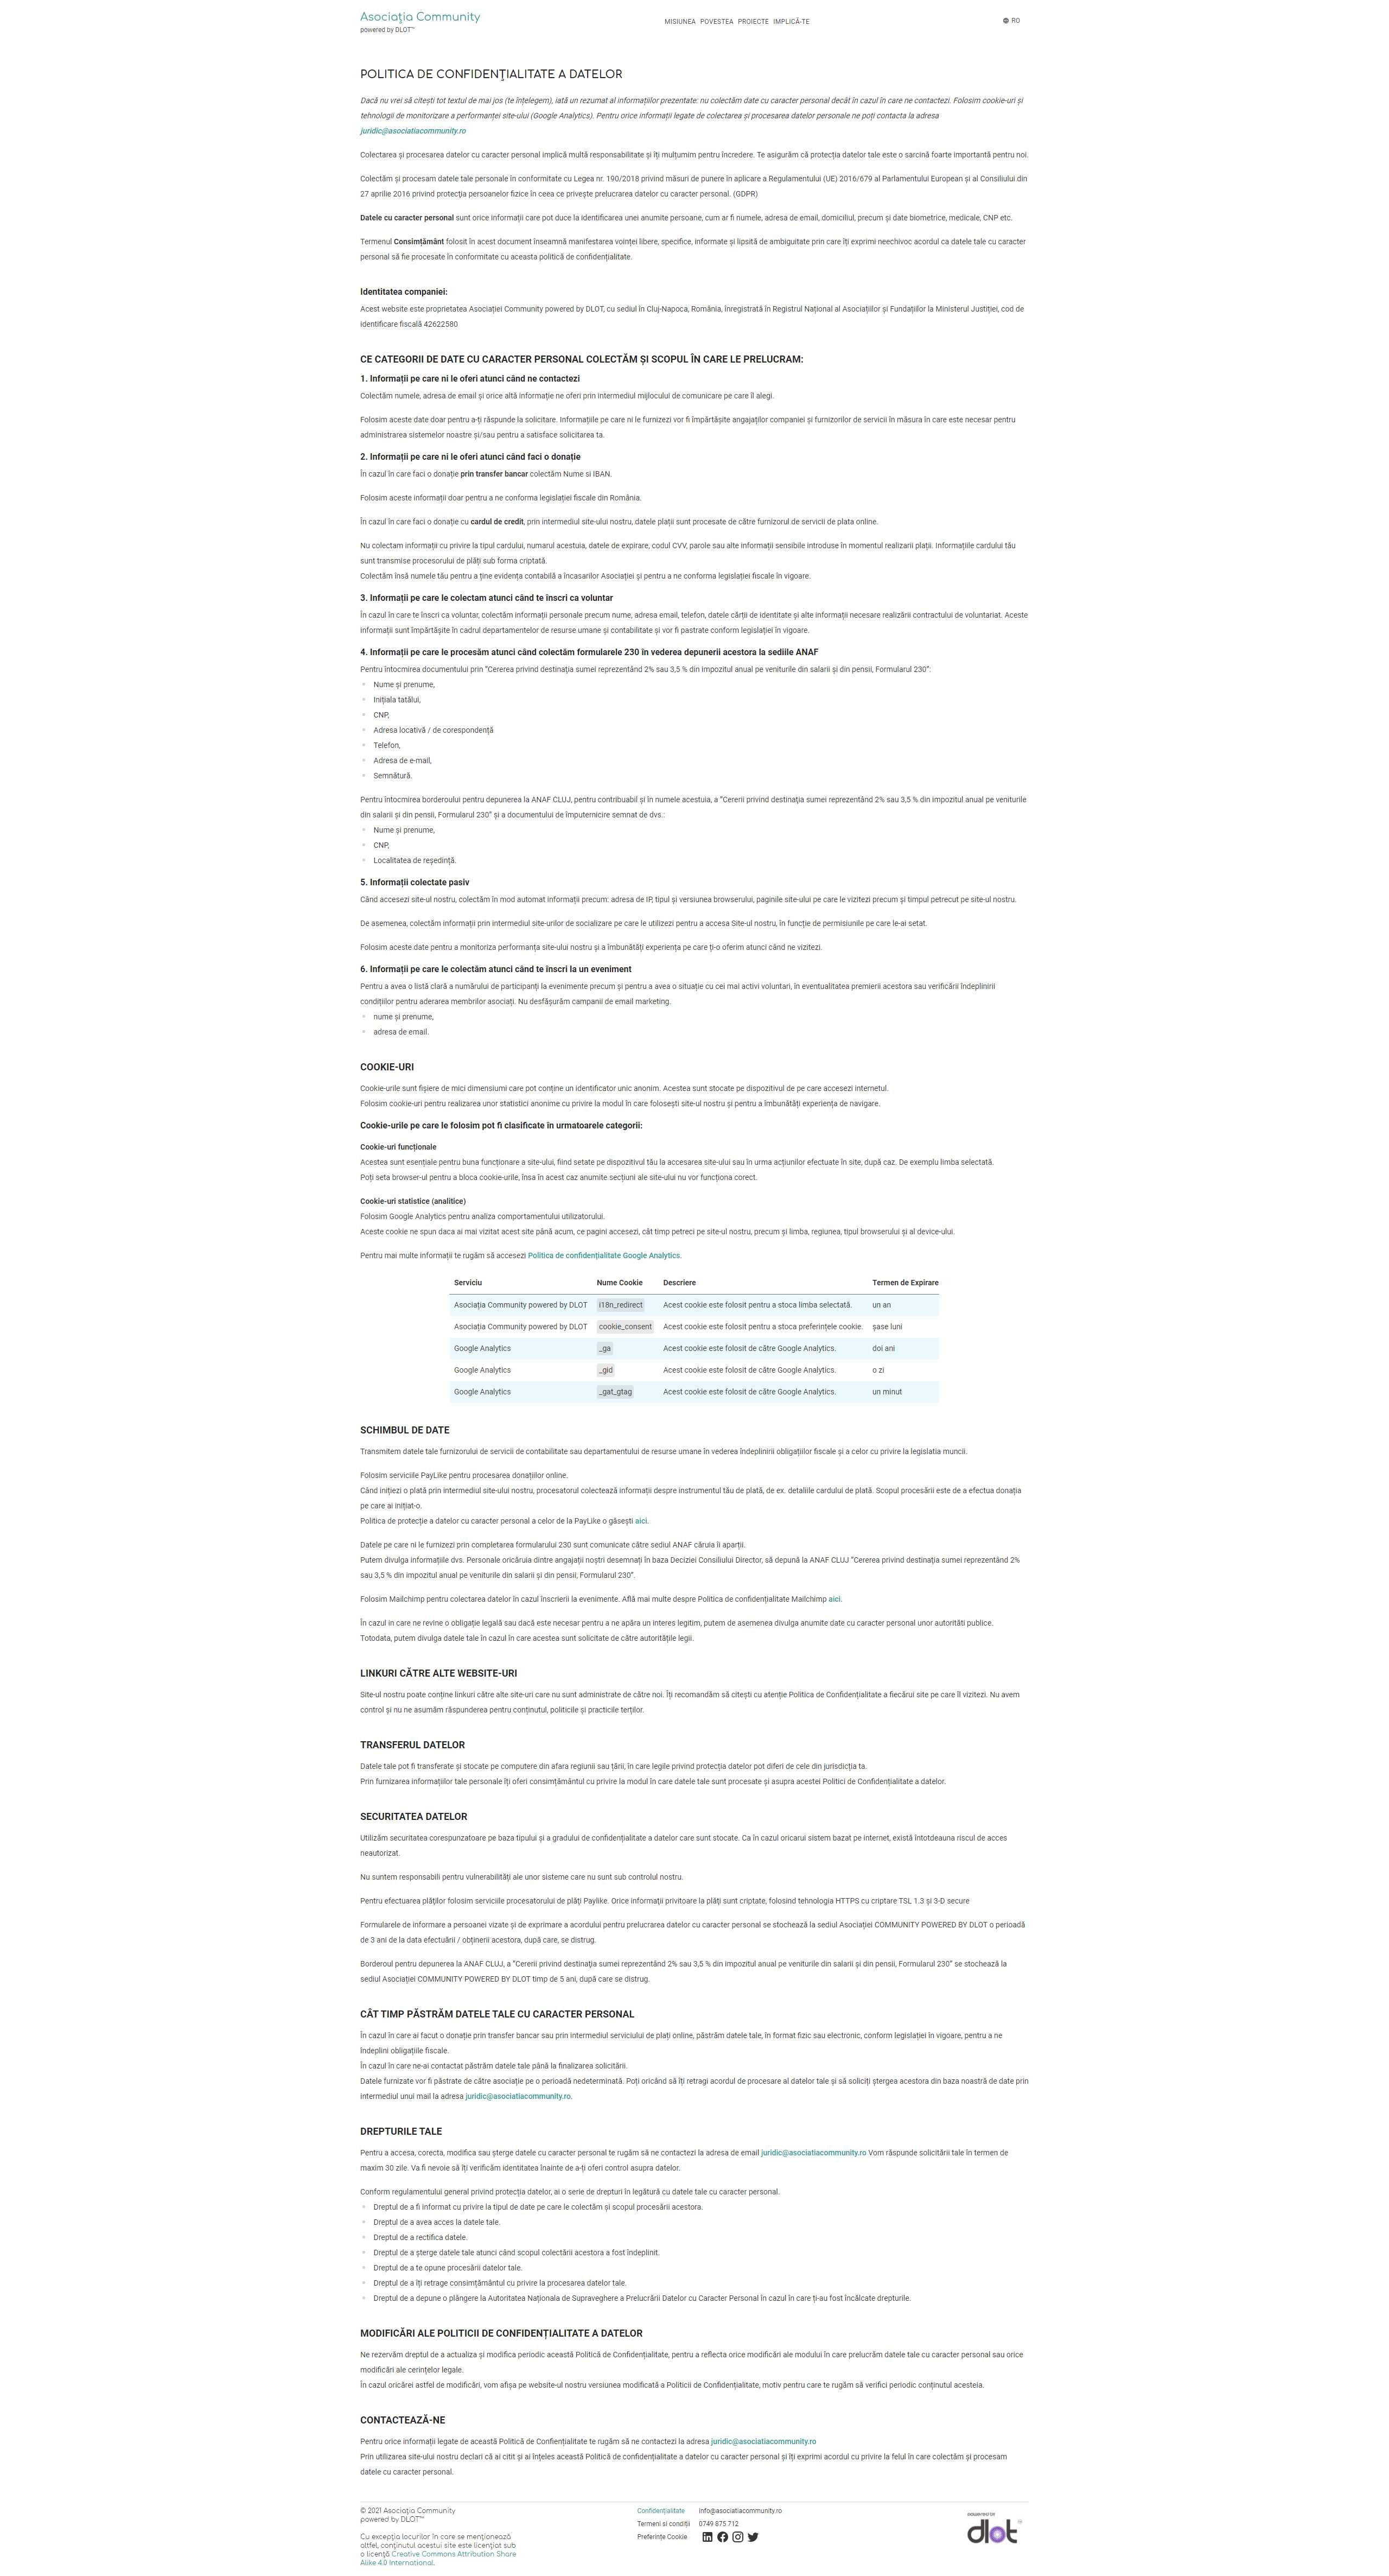 Asociaţia Community
powered by DLOT™
MISIUNEA POVESTEA PROIECTE IMPLICĂ-TE
RO
POLITICA DE CONFIDENŢIALITATE A DATELOR
Dacă nu vrei să citești tot textul de mai jos (te înțelegem), iată un rezumat al informațiilor prezentate: nu colectăm date cu caracter personal decât în cazul în care ne contactezi. Folosim cookie-uri și
tehnologii de monitorizare a performanței site-ului (Google Analytics). Pentru orice informații legate de colectarea și procesarea datelor personale ne poți contacta la adresa
juridic@asociatiacommunity.ro
Colectarea și procesarea datelor cu caracter personal implică multă responsabilitate și îți mulțumim pentru încredere. Te asigurăm că protecția datelor tale este o sarcină foarte importantă pentru noi.
Colectăm și procesam datele tale personale în conformitate cu Legea nr. 190/2018 privind măsuri de punere în aplicare a Regulamentului (UE) 2016/679 al Parlamentului European și al Consiliului din
27 aprilie 2016 privind protecţia persoanelor fizice în ceea ce privește prelucrarea datelor cu caracter personal. (GDPR)
Datele cu caracter personal sunt orice informații care pot duce la identificarea unei anumite persoane, cum ar fi numele, adresa de email, domiciliul, precum și date biometrice, medicale, CNP etc.
Termenul Consimțământ folosit în acest document înseamnă manifestarea voinței libere, specifice, informate și lipsită de ambiguitate prin care îți exprimi neechivoc acordul ca datele tale cu caracter
personal să fie procesate în conformitate cu aceasta politică de confidențialitate.
Identitatea companiei:
Acest website este proprietatea Asociației Community powered by DLOT, cu sediul în Cluj-Napoca, România, înregistrată în Registrul Național al Asociațiilor și Fundațiilor la Ministerul Justiției, cod de
identificare fiscală 42622580
CE CATEGORII DE DATE CU CARACTER PERSONAL COLECTĂM ȘI SCOPUL ÎN CARE LE PRELUCRAM:
1. Informații pe care ni le oferi atunci când ne contactezi
Colectăm numele, adresa de email și orice altă informație ne oferi prin intermediul mijlocului de comunicare pe care îl alegi.
Folosim aceste date doar pentru a-ți răspunde la solicitare. Informațiile pe care ni le furnizezi vor fi împărtășite angajaților companiei și furnizorilor de servicii în măsura în care este necesar pentru
administrarea sistemelor noastre și/sau pentru a satisface solicitarea ta.
2. Informații pe care ni le oferi atunci când faci o donație
În cazul în care faci o donație prin transfer bancar colectăm Nume si IBAN.
Folosim aceste informații doar pentru a ne conforma legislației fiscale din România.
În cazul în care faci o donație cu cardul de credit, prin intermediul site-ului nostru, datele plații sunt procesate de către furnizorul de servicii de plata online.
Nu colectam informații cu privire la tipul cardului, numarul acestuia, datele de expirare, codul CVV, parole sau alte informații sensibile introduse în momentul realizarii plații. Informațiile cardului tău
sunt transmise procesorului de plăți sub forma criptată.
Colectăm însă numele tău pentru a ține evidența contabilă a încasarilor Asociației și pentru a ne conforma legislației fiscale în vigoare.
3. Informații pe care le colectam atunci când te înscri ca voluntar
În cazul în care te înscri ca voluntar, colectăm informații personale precum nume, adresa email, telefon, datele cărții de identitate și alte informații necesare realizării contractului de voluntariat. Aceste
informații sunt împărtășite în cadrul departamentelor de resurse umane și contabilitate și vor fi pastrate conform legislației în vigoare.
4. Informații pe care le procesăm atunci când colectăm formularele 230 în vederea depunerii acestora la sediile ANAF
Pentru întocmirea documentului prin "Cererea privind destinația sumei reprezentând 2% sau 3,5 % din impozitul anual pe veniturile din salarii și din pensii, Formularul 230":
Nume și prenume,
Inițiala tatălui,
CNP,
Adresa locativă / de corespondență
Telefon,
Adresa de e-mail,
Semnătură.
Pentru întocmirea borderoului pentru depunerea la ANAF CLUJ, pentru contribuabil și în numele acestuia, a "Cererii privind destinația sumei reprezentând 2% sau 3,5 % din impozitul anual pe veniturile
din salarii și din pensii, Formularul 230" și a documentului de împuternicire semnat de dvs.:
Nume și prenume,
CNP,
Localitatea de reședință.
5. Informații colectate pasiv
Când accesezi site-ul nostru, colectăm în mod automat informații precum: adresa de IP, tipul și versiunea browserului, paginile site-ului pe care le vizitezi precum și timpul petrecut pe site-ul nostru.
De asemenea, colectăm informații prin intermediul site-urilor de socializare pe care le utilizezi pentru a accesa Site-ul nostru, în funcție de permisiunile pe care le-ai setat.
Folosim aceste date pentru a monitoriza performanța site-ului nostru și a îmbunătăți experiența pe care ți-o oferim atunci când ne vizitezi.
6. Informații pe care le colectăm atunci când te înscri la un eveniment
Pentru a avea o listă clară a numărului de participanți la evenimente precum și pentru a avea o situație cu cei mai activi voluntari, în eventualitatea premierii acestora sau verificării îndeplinirii
condițiilor pentru aderarea membrilor asociați. Nu desfășurăm campanii de email marketing.
nume și prenume,
adresa de email.
COOKIE-URI
Cookie-urile sunt fișiere de mici dimensiumi care pot conține un identificator unic anonim. Acestea sunt stocate pe dispozitivul de pe care accesezi internetul.
Folosim cookie-uri pentru realizarea unor statistici anonime cu privire la modul în care folosești site-ul nostru și pentru a îmbunătăți experiența de navigare.
Cookie-urile pe care le folosim pot fi clasificate în urmatoarele categorii:
Cookie-uri funcționale
Acestea sunt esențiale pentru buna funcționare a site-ului, fiind setate pe dispozitivul tău la accesarea site-ului sau în urma acțiunilor efectuate în site, după caz. De exemplu limba selectată.
Poți seta browser-ul pentru a bloca cookie-urile, însa în acest caz anumite secțiuni ale site-ului nu vor funcționa corect.
Cookie-uri statistice (analitice)
Folosim Google Analytics pentru analiza comportamentului utilizatorului.
Aceste cookie ne spun daca ai mai vizitat acest site până acum, ce pagini accesezi, cât timp petreci pe site-ul nostru, precum și limba, regiunea, tipul browserului și al device-ului.
Pentru mai multe informații te rugăm să accesezi Politica de confidențialitate Google Analytics.
Serviciu Nume Cookie Descriere Termen de Expirare
Asociația Community powered by DLOT i18n_redirect Acest cookie este folosit pentru a stoca limba selectată. un an
Asociația Community powered by DLOT cookie_consent Acest cookie este folosit pentru a stoca preferințele cookie. șase luni
Google Analytics _ga Acest cookie este folosit de către Google Analytics. doi ani
Google Analytics _gid Acest cookie este folosit de către Google Analytics. o zi
Google Analytics _gat_gtag Acest cookie este folosit de către Google Analytics. un minut
SCHIMBUL DE DATE
Transmitem datele tale furnizorului de servicii de contabilitate sau departamentului de resurse umane în vederea îndeplinirii obligațiilor fiscale și a celor cu privire la legislatia muncii.
Folosim serviciile PayLike pentru procesarea donațiilor online.
Când inițiezi o plată prin intermediul site-ului nostru, procesatorul colectează informații despre instrumentul tău de plată, de ex. detaliile cardului de plată. Scopul procesării este de a efectua donația
pe care ai inițiat-o.
Politica de protecție a datelor cu caracter personal a celor de la PayLike o găsești aici.
Datele pe care ni le furnizezi prin completarea formularului 230 sunt comunicate către sediul ANAF căruia îi aparții.
Putem divulga informațiile dvs. Personale oricăruia dintre angajații noștri desemnați în baza Deciziei Consiliului Director, să depună la ANAF CLUJ "Cererea privind destinația sumei reprezentând 2%
sau 3,5 % din impozitul anual pe veniturile din salarii și din pensii, Formularul 230".
Folosim Mailchimp pentru colectarea datelor în cazul înscrierii la evenimente. Află mai multe despre Politica de confidențialitate Mailchimp aici.
În cazul in care ne revine o obligație legală sau dacă este necesar pentru a ne apăra un interes legitim, putem de asemenea divulga anumite date cu caracter personal unor autorităti publice.
Totodata, putem divulga datele tale în cazul în care acestea sunt solicitate de către autoritățile legii.
LINKURI CĂTRE ALTE WEBSITE-URI
Site-ul nostru poate conține linkuri către alte site-uri care nu sunt administrate de către noi. Îți recomandăm să citești cu atenție Politica de Confidențialitate a fiecărui site pe care îl vizitezi. Nu avem
control și nu ne asumăm răspunderea pentru conținutul, politicile și practicile terților.
TRANSFERUL DATELOR
Datele tale pot fi transferate și stocate pe computere din afara regiunii sau țării, în care legile privind protecția datelor pot diferi de cele din jurisdicția ta.
Prin furnizarea informațiilor tale personale îți oferi consimțământul cu privire la modul în care datele tale sunt procesate și asupra acestei Politici de Confidențialitate a datelor.
SECURITATEA DATELOR
Utilizăm securitatea corespunzatoare pe baza tipului și a gradului de confidențialitate a datelor care sunt stocate. Ca în cazul oricarui sistem bazat pe internet, există întotdeauna riscul de acces
neautorizat.
Nu suntem responsabili pentru vulnerabilități ale unor sisteme care nu sunt sub controlul nostru.
Pentru efectuarea plăților folosim serviciile procesatorului de plăți Paylike. Orice informații privitoare la plăți sunt criptate, folosind tehnologia HTTPS cu criptare TSL 1.3 și 3-D secure
Formularele de informare a persoanei vizate și de exprimare a acordului pentru prelucrarea datelor cu caracter personal se stochează la sediul Asociației COMMUNITY POWERED BY DLOT o perioadă
de 3 ani de la data efectuării / obținerii acestora, după care, se distrug.
Borderoul pentru depunerea la ANAF CLUJ, a "Cererii privind destinația sumei reprezentând 2% sau 3,5 % din impozitul anual pe veniturile din salarii și din pensii, Formularul 230" se stochează la
sediul Asociației COMMUNITY POWERED BY DLOT timp de 5 ani, după care se distrug.
CÂT TIMP PĂSTRĂM DATELE TALE CU CARACTER PERSONAL
În cazul în care ai facut o donație prin transfer bancar sau prin intermediul serviciului de plați online, păstrăm datele tale, în format fizic sau electronic, conform legislației în vigoare, pentru a ne
îndeplini obligațiile fiscale.
În cazul în care ne-ai contactat păstrăm datele tale până la finalizarea solicitării.
Datele furnizate vor fi păstrate de către asociație pe o perioadă nedeterminată. Poți oricând să îți retragi acordul de procesare al datelor tale și să soliciți ștergea acestora din baza noastră de date prin
intermediul unui mail la adresa juridic@asociatiacommunity.ro.
DREPTURILE TALE
Pentru a accesa, corecta, modifica sau șterge datele cu caracter personal te rugăm să ne contactezi la adresa de email juridic@asociatiacommunity.ro Vom răspunde solicitării tale în termen de
maxim 30 zile. Va fi nevoie să îți verificăm identitatea înainte de a-ți oferi control asupra datelor.
Conform regulamentului general privind protecția datelor, ai o serie de drepturi în legătură cu datele tale cu caracter personal.
Dreptul de a fi informat cu privire la tipul de date pe care le colectăm și scopul procesării acestora.
Dreptul de a avea acces la datele tale.
Dreptul de a rectifica datele.
Dreptul de a șterge datele tale atunci când scopul colectării acestora a fost îndeplinit.
Dreptul de a te opune procesării datelor tale.
Dreptul de a îți retrage consimțământul cu privire la procesarea datelor tale.
Dreptul de a depune o plângere la Autoritatea Naționala de Supraveghere a Prelucrării Datelor cu Caracter Personal în cazul în care ți-au fost încălcate drepturile.
MODIFICĂRI ALE POLITICII DE CONFIDENȚIALITATE A DATELOR
Ne rezervăm dreptul de a actualiza și modifica periodic această Politică de Confidențialitate, pentru a reflecta orice modificări ale modului în care prelucrăm datele tale cu caracter personal sau orice
modificări ale cerințelor legale.
În cazul oricărei astfel de modificări, vom afișa pe website-ul nostru versiunea modificată a Politicii de Confidențialitate, motiv pentru care te rugăm să verifici periodic conținutul acesteia.
CONTACTEAZĂ-NE
Pentru orice informații legate de această Politică de Confiențialitate te rugăm să ne contactezi la adresa juridic@asociatiacommunity.ro
Prin utilizarea site-ului nostru declari că ai citit și ai înțeles această Politică de confidențialitate a datelor cu caracter personal și îți exprimi acordul cu privire la felul în care colectăm și procesam
datele cu caracter personal.
© 2021 Asociaţia Community
powered by DLOT™
Cu excepţia locurilor în care se menţionează
altfel, conţinutul acestui site este licenţiat sub
o licenţă Creative Commons Attribution Share
Alike 4.0 International.
Confidențialitate
Termeni si condiții
Preferințe Cookie
info@asociatiacommunity.ro
0749 875 712
powered by
dlot